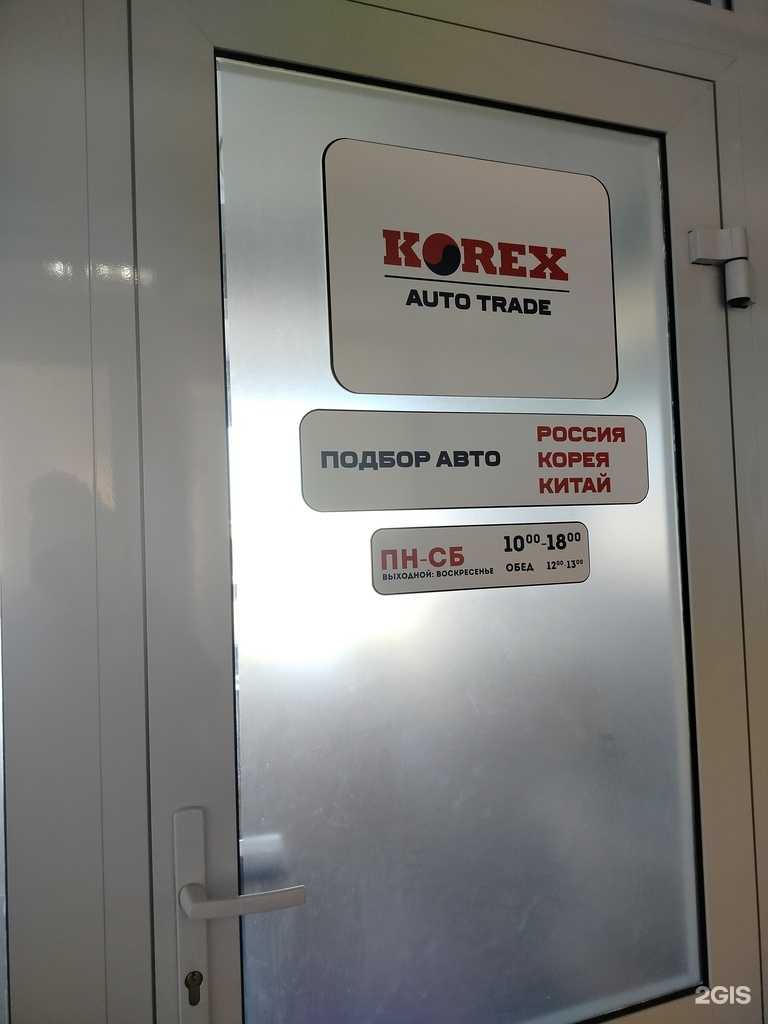 KOREX
AUTO TRADE
ПОДБОР АВТО
РОССИЯ
КОРЕЯ
КИТАЙ
ПН-СБ 10⁰⁰-18⁰⁰
ВЫХОДНОЙ: ВОСКРЕСЕНЬЕ ОБЕД 12⁰⁰-13⁰⁰
2GIS